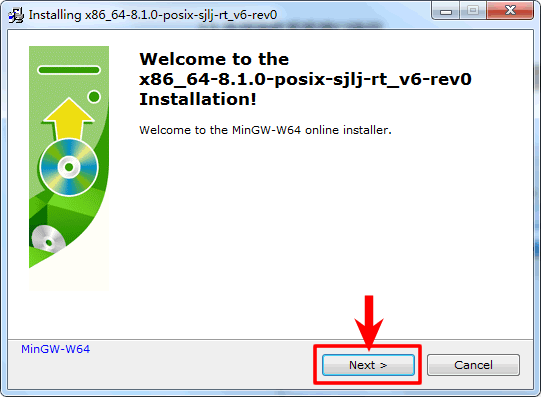 Installing x86_64-8.1.0-posix-sjlj-rt_v6-rev0
Welcome to the
x86_64-8.1.0-posix-sjlj-rt_v6-rev0
Installation!
Welcome to the MinGW-W64 online installer.
MinGW-W64
Next >
Cancel